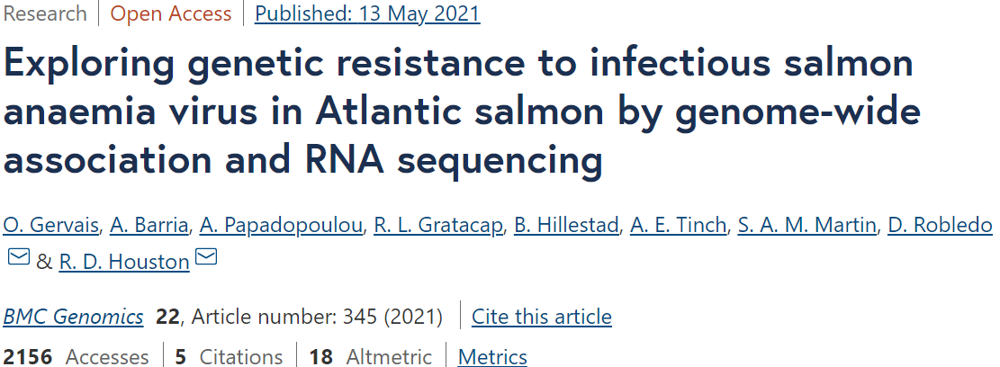 Research | Open Access | Published: 13 May 2021
Exploring genetic resistance to infectious salmon
anaemia virus in Atlantic salmon by genome-wide
association and RNA sequencing
O. Gervais, A. Barria, A. Papadopoulou, R. L. Gratacap, B. Hillestad, A. E. Tinch, S. A. M. Martin, D. Robledo
& R. D. Houston
BMC Genomics 22, Article number: 345 (2021) | Cite this article
2156 Accesses | 5 Citations | 18 Altmetric | Metrics